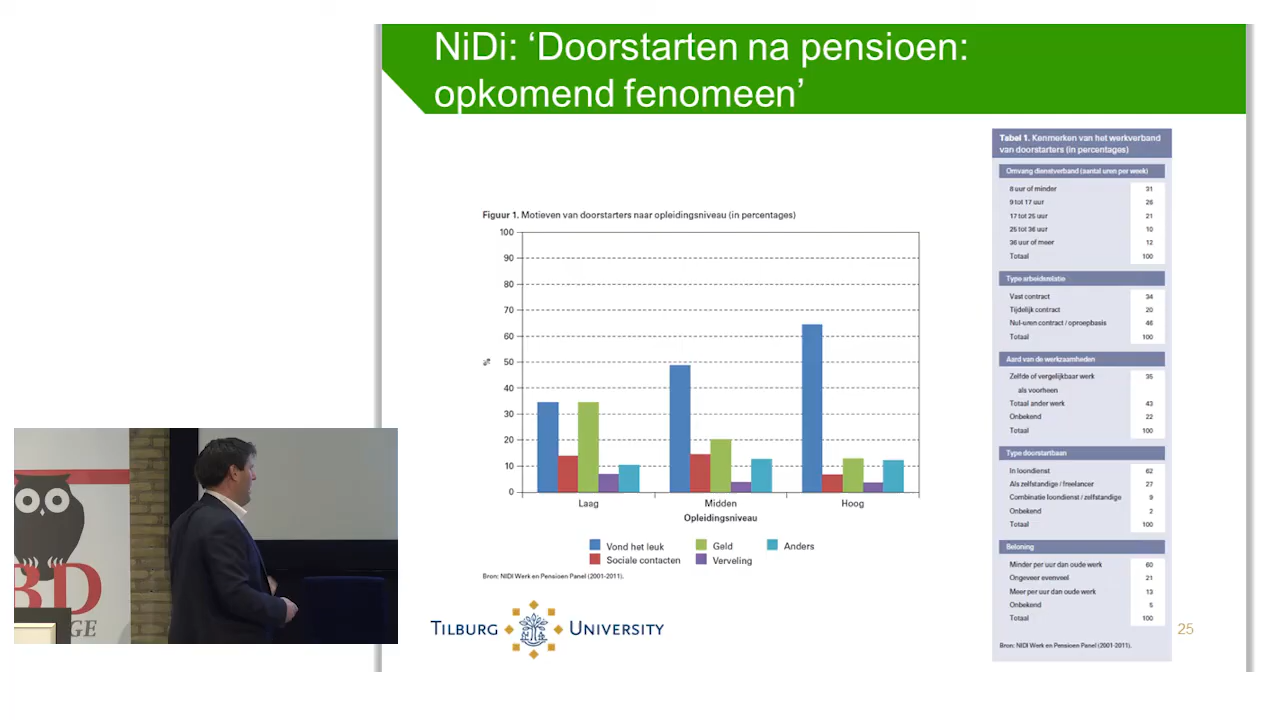 NiDi: ‘Doorstarten na pensioen:
opkomend fenomeen’
Figuur 1. Motieven van doorstarters naar opleidingsniveau (in percentages)
100
90
80
70
60
%
50
40
30
20
10
0
Laag
Midden
Hoog
Opleidingsniveau
Vond het leuk
Geld
Anders
Sociale contacten
Verveling
Bron: NIDI Werk en Pensioen Panel (2001-2011).
TILBURG UNIVERSITY
Tabel 1. Kenmerken van het werkverband
van doorstarters (in percentages)
Omvang dienstverband (aantal uren per week)
8 uur of minder 31
9 tot 17 uur 26
17 tot 25 uur 21
25 tot 36 uur 10
36 uur of meer 12
Totaal 100
Type arbeidsrelatie
Vast contract 34
Tijdelijk contract 20
Nul-uren contract / oproepbasis 46
Totaal 100
Aard van de werkzaamheden
Zelfde of vergelijkbaar werk 35
als voorheen
Totaal ander werk 43
Onbekend 22
Totaal 100
Type doorstartbaan
In loondienst 62
Als zelfstandige / freelancer 27
Combinatie loondienst / zelfstandige 9
Onbekend 2
Totaal 100
Beloning
Minder per uur dan oude werk 60
Ongeveer evenveel 21
Meer per uur dan oude werk 13
Onbekend 5
Totaal 100
Bron: NIDI Werk en Pensioen Panel (2001-2011).
25
BD
GE